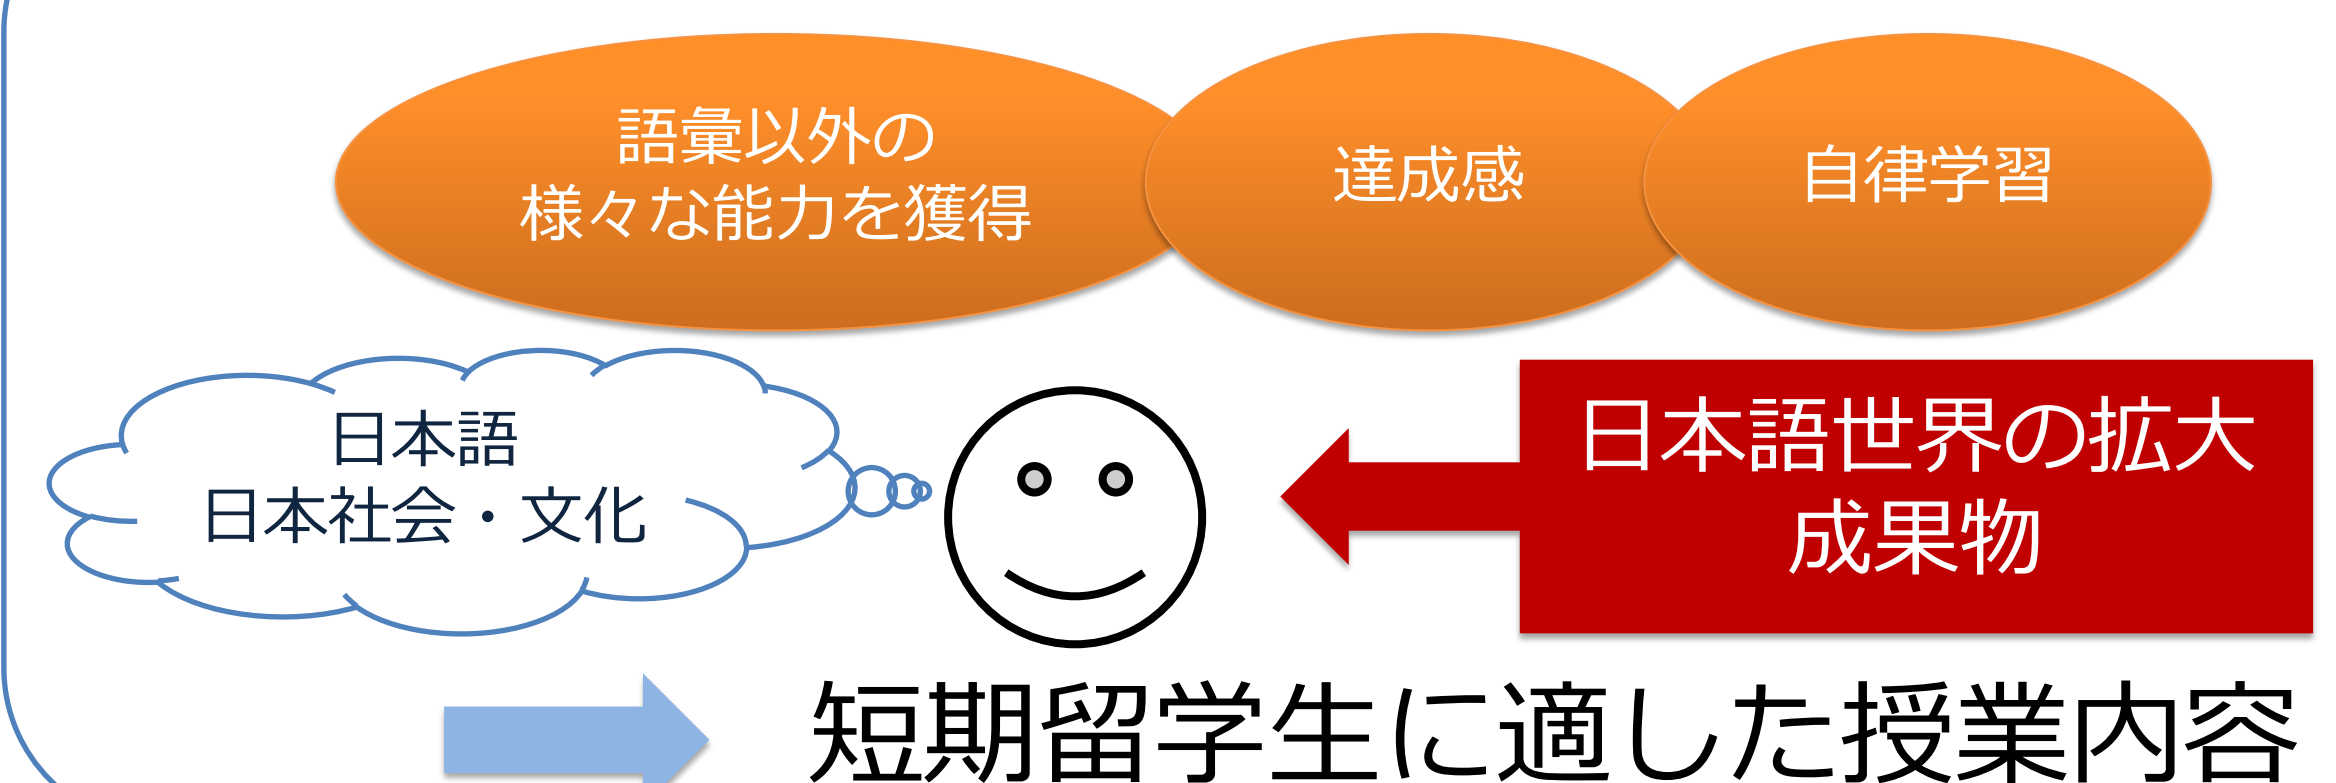 語彙以外の
様々な能力を獲得
達成感
自律学習
日本語
日本社会・文化
日本語世界の拡大
成果物
短期留学生に適した授業内容